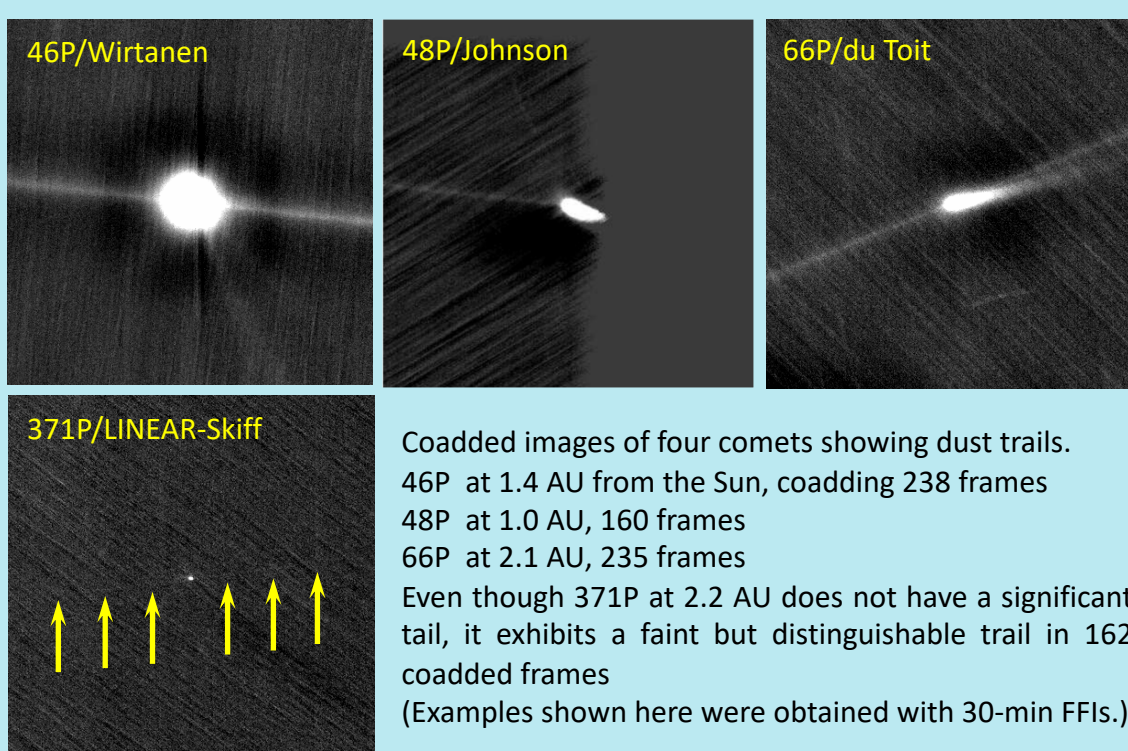 46P/Wirtanen
48P/Johnson
66P/du Toit
371P/LINEAR-Skiff
Coadded images of four comets showing dust trails.
46P at 1.4 AU from the Sun, coadding 238 frames
48P at 1.0 AU, 160 frames
66P at 2.1 AU, 235 frames
Even though 371P at 2.2 AU does not have a significant
tail, it exhibits a faint but distinguishable trail in 162
coadded frames
(Examples shown here were obtained with 30-min FFIs.)